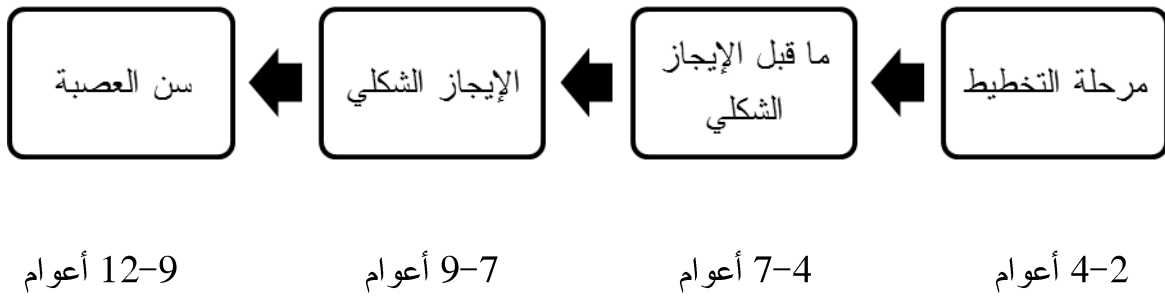 مرحلة التخطيط
ما قبل الإيجاز
الشكلي
الإيجاز الشكلي
سن العصبة
2-4 أعوام
4-7 أعوام
7-9 أعوام
9-12 أعوام